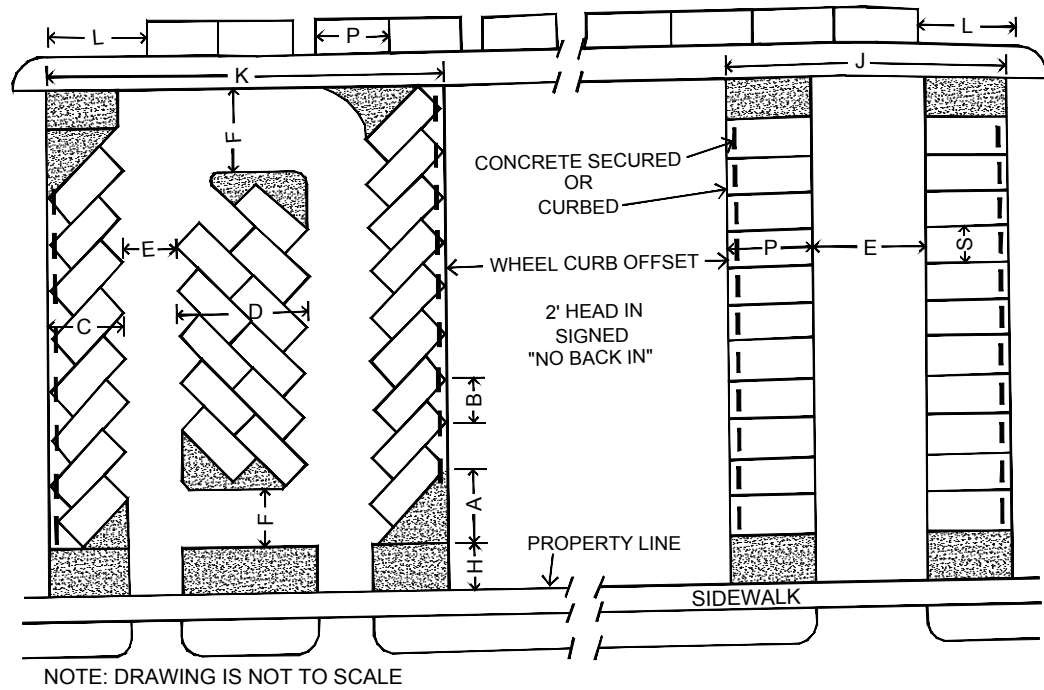 L
P
L
K
J
F
CONCRETE SECURED
OR
CURBED
E
P
E
S
WHEEL CURB OFFSET
C
D
2' HEAD IN
SIGNED
"NO BACK IN"
B
A
F
H
PROPERTY LINE
SIDEWALK
NOTE: DRAWING IS NOT TO SCALE